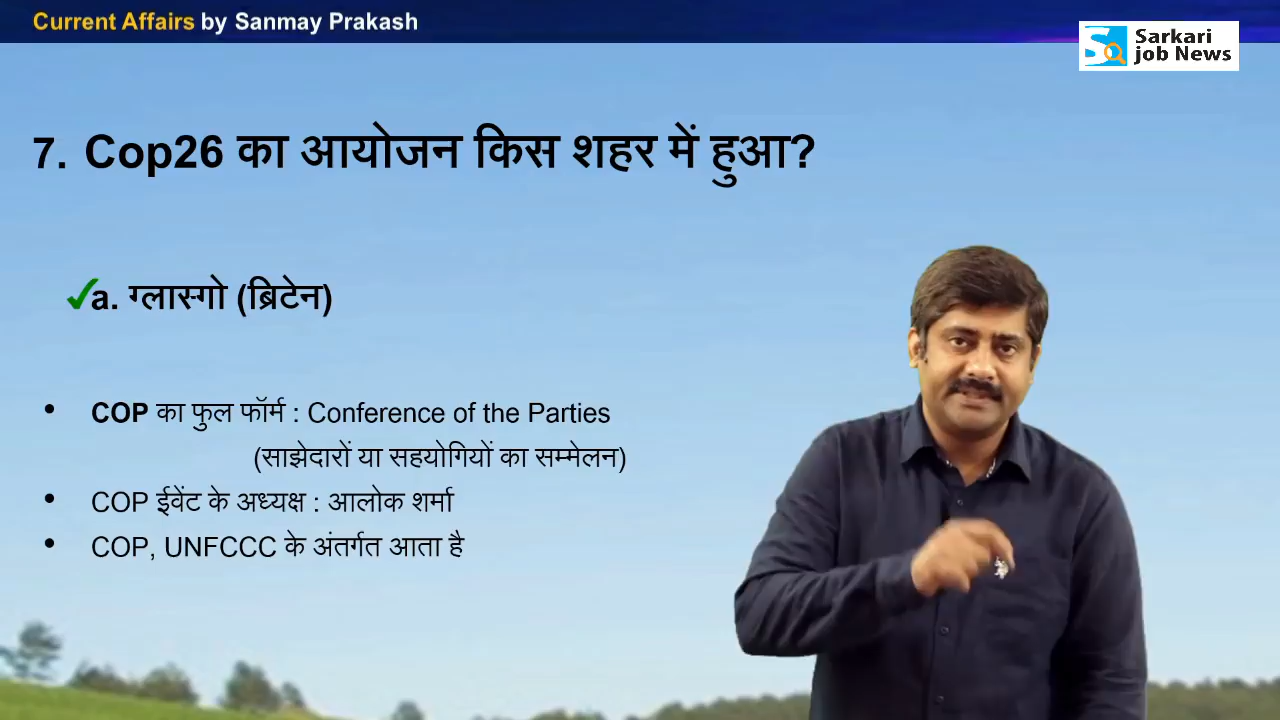 Current Affairs by Sanmay Prakash
Sarkari
job News
7. Cop26 का आयोजन किस शहर में हुआ?
✓a. ग्लास्गो (ब्रिटेन)
• COP का फुल फॉर्म : Conference of the Parties
(साझेदारों या सहयोगियों का सम्मेलन)
• COP ईवेंट के अध्यक्ष : आलोक शर्मा
• COP, UNFCCC के अंतर्गत आता है